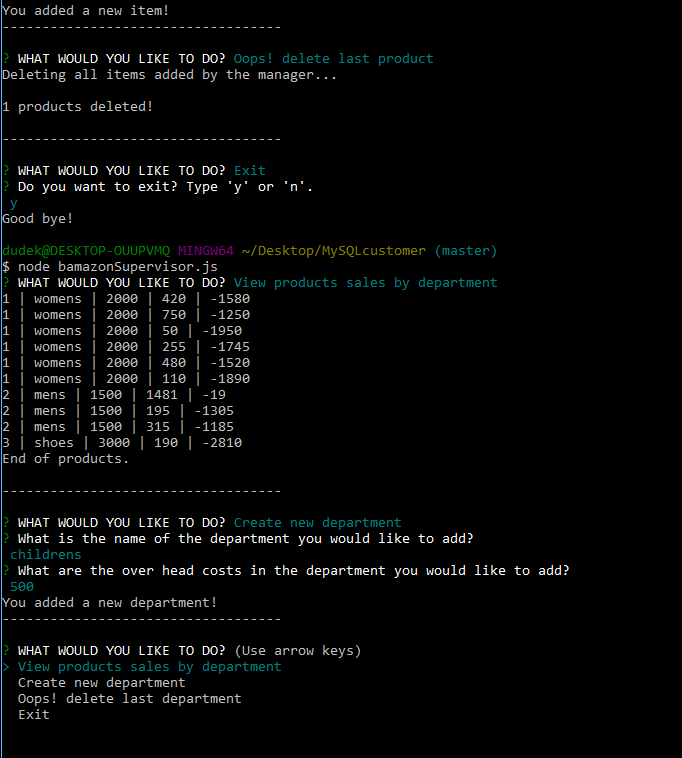 You added a new item!
-----------------------------------
? WHAT WOULD YOU LIKE TO DO? Oops! delete last product
Deleting all items added by the manager...
1 products deleted!
-----------------------------------
? WHAT WOULD YOU LIKE TO DO? Exit
? Do you want to exit? Type 'y' or 'n'.
y
Good bye!
dudek@DESKTOP-OUUPVMQ MINGW64 ~/Desktop/MySQLcustomer (master)
$ node bamazonSupervisor.js
? WHAT WOULD YOU LIKE TO DO? View products sales by department
1 | womens | 2000 | 420 | -1580
1 | womens | 2000 | 750 | -1250
1 | womens | 2000 | 50 | -1950
1 | womens | 2000 | 255 | -1745
1 | womens | 2000 | 480 | -1520
1 | womens | 2000 | 110 | -1890
2 | mens | 1500 | 1481 | -19
2 | mens | 1500 | 195 | -1305
2 | mens | 1500 | 315 | -1185
3 | shoes | 3000 | 190 | -2810
End of products.
-----------------------------------
? WHAT WOULD YOU LIKE TO DO? Create new department
? What is the name of the department you would like to add?
childrens
? What are the over head costs in the department you would like to add?
500
You added a new department!
-----------------------------------
? WHAT WOULD YOU LIKE TO DO? (Use arrow keys)
> View products sales by department
Create new department
Oops! delete last department
Exit